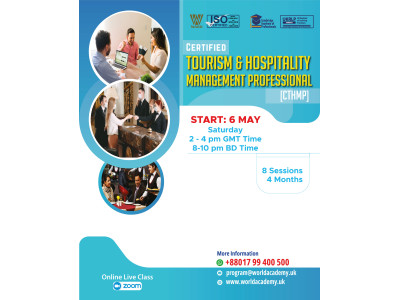 ISO
CERTIFIED
TOURISM & HOSPITALITY
MANAGEMENT PROFESSIONAL
(CTHMP)
START: 6 MAY
Saturday
2 - 4 pm GMT Time
8-10 pm BD Time
8 Sessions
4 Months
More Information
+88017 99 400 500
program@worldacademy.uk
www.worldacademy.uk
Online Live Class
zoom